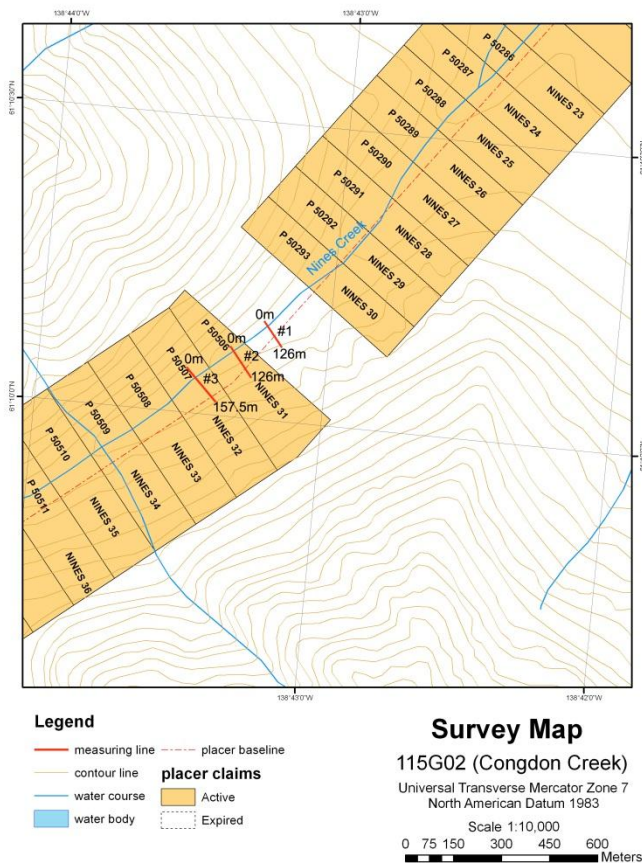 138°44'0"W
138°43'0"W
61°10'30"N
P 50286
P 50287
P 50288
P 50289
P 50290
P 50291
P 50292
P 50293
NINES 23
NINES 24
NINES 25
NINES 26
NINES 27
NINES 28
NINES 29
NINES 30
Nines Creek
0m
#1
126m
0m
#2
126m
0m
#3
157.5m
61°10'0"N
P 50506
P 50507
P 50508
P 50509
P 50510
P 50511
NINES 31
NINES 32
NINES 33
NINES 34
NINES 35
NINES 36
138°43'0"W
138°42'0"W
Legend
measuring line
contour line
water course
water body
placer baseline
placer claims
Active
Expired
Survey Map
115G02 (Congdon Creek)
Universal Transverse Mercator Zone 7
North American Datum 1983
Scale 1:10,000
0 75 150 300 450 600
Meters